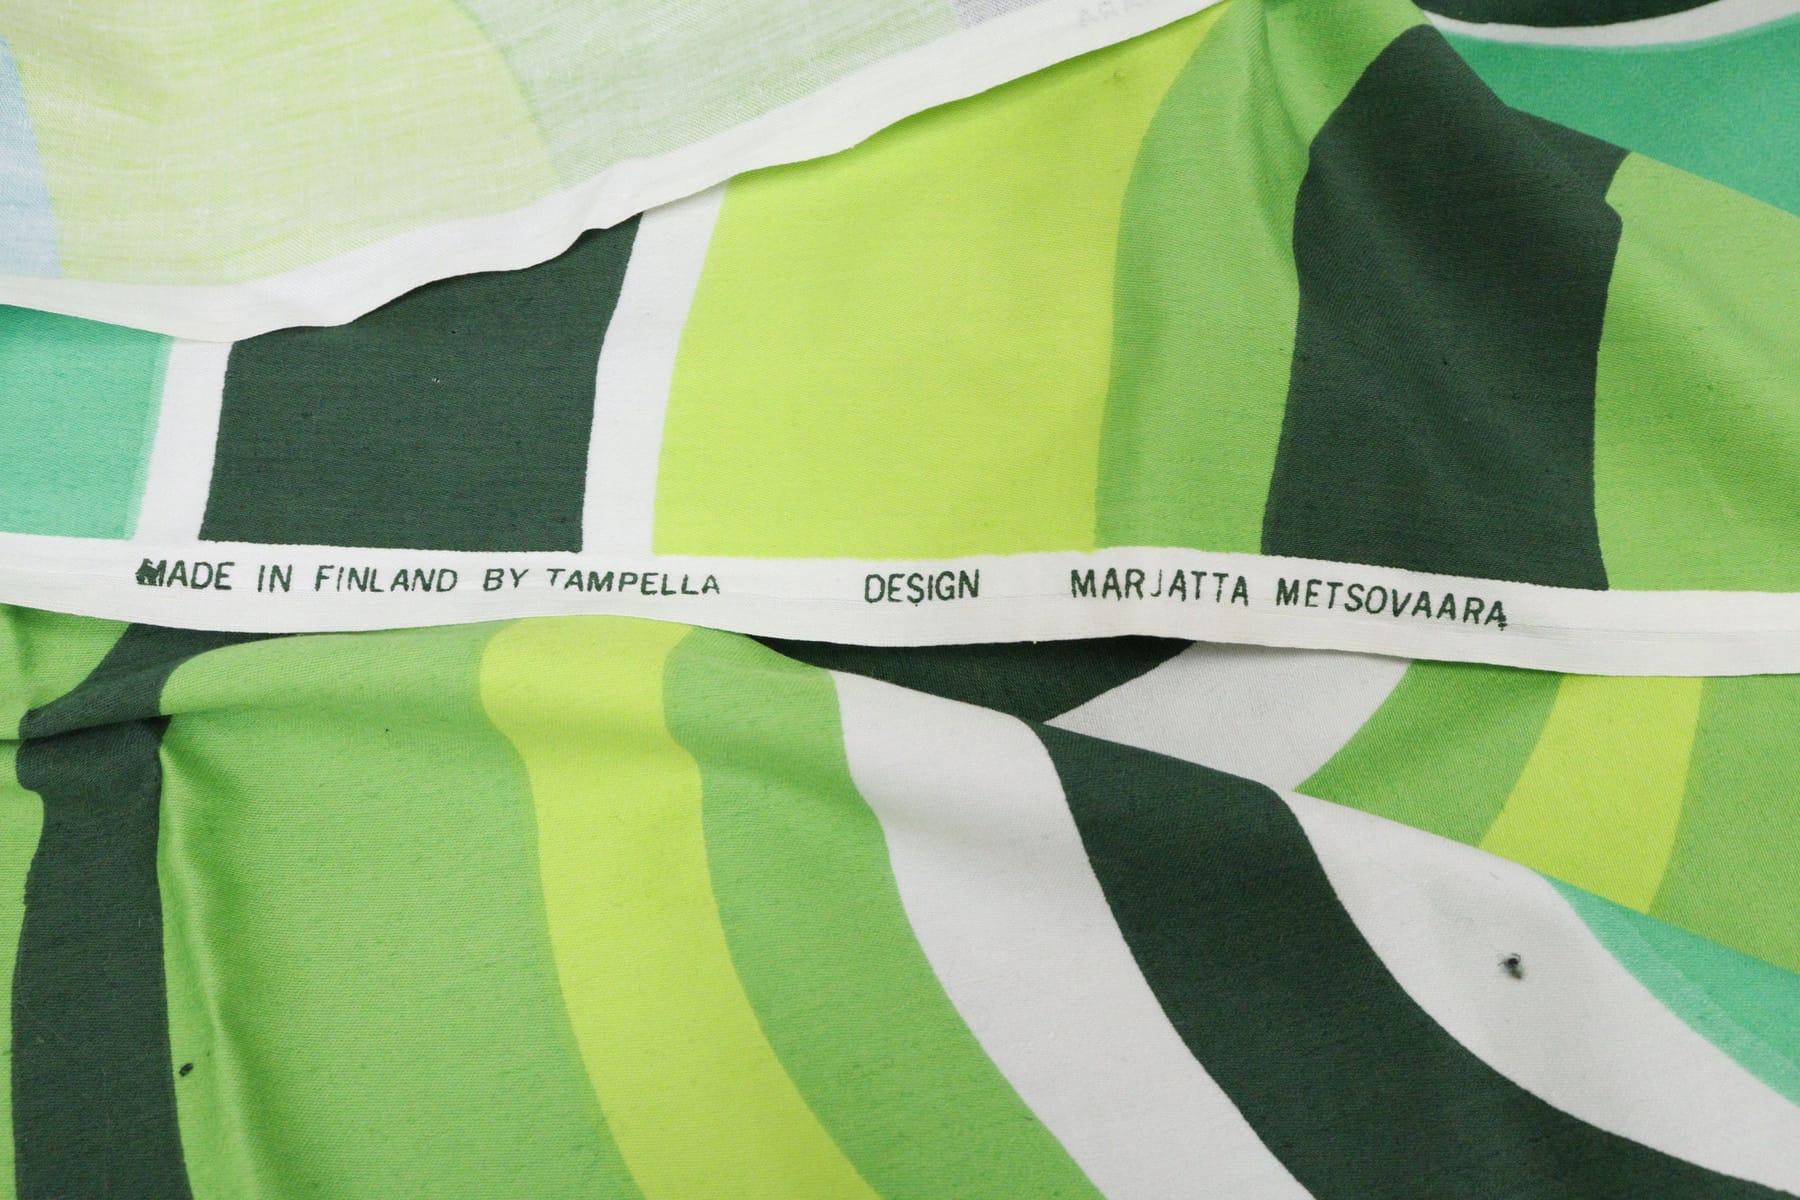 MADE IN FINLAND BY TAMPELLA DESIGN MARJATTA METSOVAARA